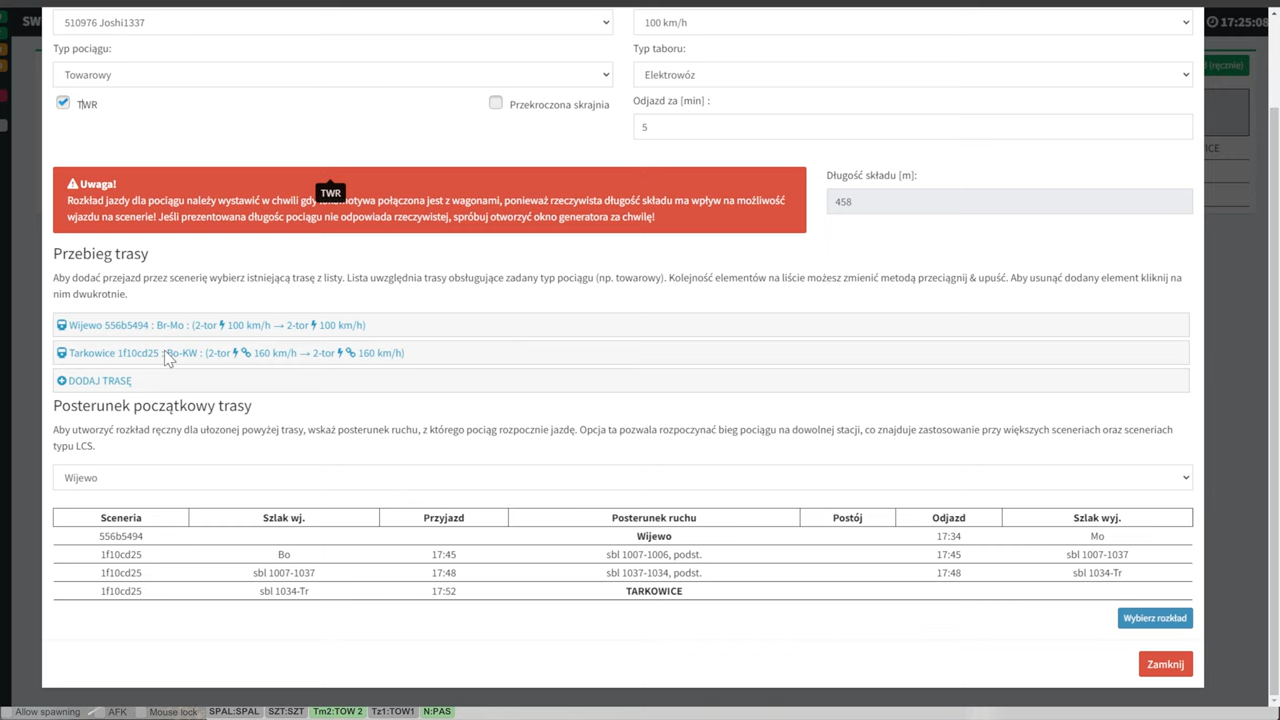 SW
17:25:08
510976 Joshi1337
100 km/h
d (ręcznie)
Typ pociągu:
Typ taboru:
Towarowy
Elektrowóz
TWR
Przekroczona skrajnia
Odjazd za [min] :
5
ICE
Uwaga!
TWR
Długość składu [m]:
Rozkład jazdy dla pociągu należy wystawić w chwili gdy motywa połączona jest z wagonami, ponieważ rzeczywista długość składu ma wpływ na możliwość
458
wjazdu na scenerie! Jeśli prezentowana długośc pociągu nie odpowiada rzeczywistej, spróbuj otworzyć okno generatora za chwilę!
Przebieg trasy
Aby dodać przejazd przez scenerię wybierz istniejącą trasę z listy. Lista uwzględnia trasy obsługujące zadany typ pociągu (np. towarowy). Kolejność elementów na liście możesz zmienić metodą przeciągnij & upuść. Aby usunąć dodany element kliknij na
nim dwukrotnie.
Wijewo 556b5494 : Br-Mo : (2-tor 100 km/h → 2-tor 100 km/h)
Tarkowice 1f10cd25 : Bo-KW : (2-tor 160 km/h → 2-tor 160 km/h)
DODAJ TRASĘ
Posterunek początkowy trasy
Aby utworzyć rozkład ręczny dla ułozonej powyżej trasy, wskaż posterunek ruchu, z którego pociąg rozpocznie jazdę. Opcja ta pozwala rozpoczynać bieg pociągu na dowolnej stacji, co znajduje zastosowanie przy większych sceneriach oraz sceneriach
typu LCS.
Wijewo
Sceneria Szlak wj. Przyjazd Posterunek ruchu Postój Odjazd Szlak wyj.
556b5494 Wijewo 17:34 Mo
1f10cd25 Bo 17:45 sbl 1007-1006, podst. 17:45 sbl 1007-1037
1f10cd25 sbl 1007-1037 17:48 sbl 1037-1034, podst. 17:48 sbl 1034-Tr
1f10cd25 sbl 1034-Tr 17:52 TARKOWICE
Wybierz rozkład
Zamknij
Allow spawning AFK Mouse lock SPAL:SPAL SZT:SZT Tm2:TOW 2 Tz1:TOW1 N:PAS